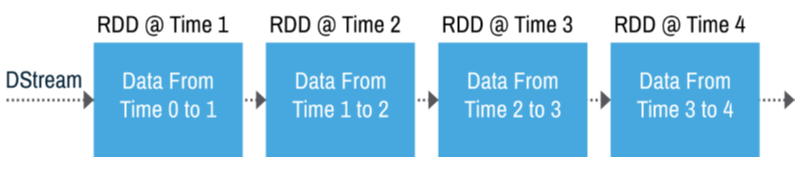 RDD @ Time 1
RDD @ Time 2
RDD @ Time 3
RDD @ Time 4
DStream
Data From
Time 0 to 1
Data From
Time 1 to 2
Data From
Time 2 to 3
Data From
Time 3 to 4